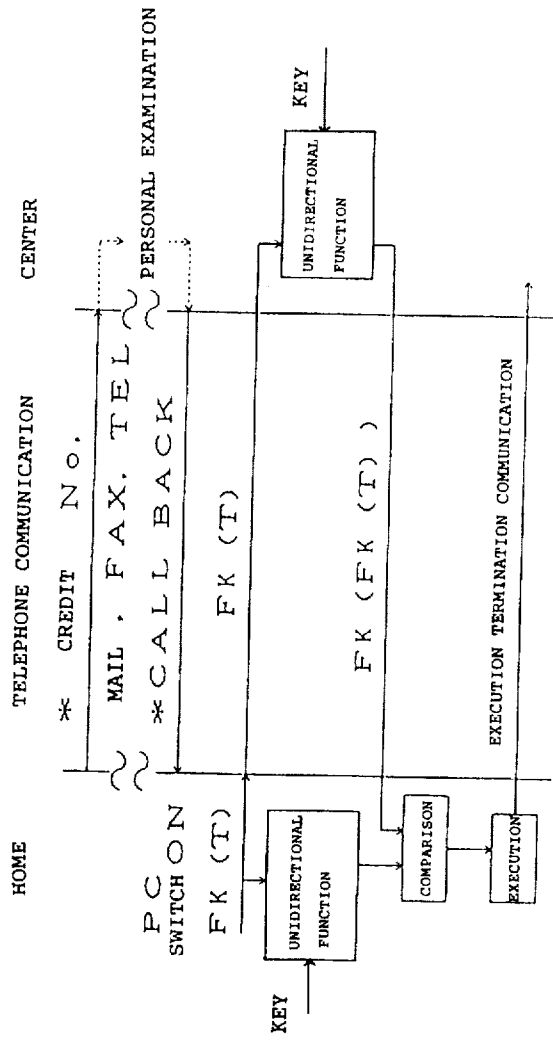 HOME
TELEPHONE COMMUNICATION
CENTER
* CREDIT No.
MAIL, FAX, TEL
PERSONAL EXAMINATION
*CALL BACK
PC
SWITCH ON
FK (T)
FK (T)
KEY
UNIDIRECTIONAL
FUNCTION
UNIDIRECTIONAL
FUNCTION
KEY
FK (FK (T))
COMPARISON
EXECUTION
EXECUTION TERMINATION COMMUNICATION